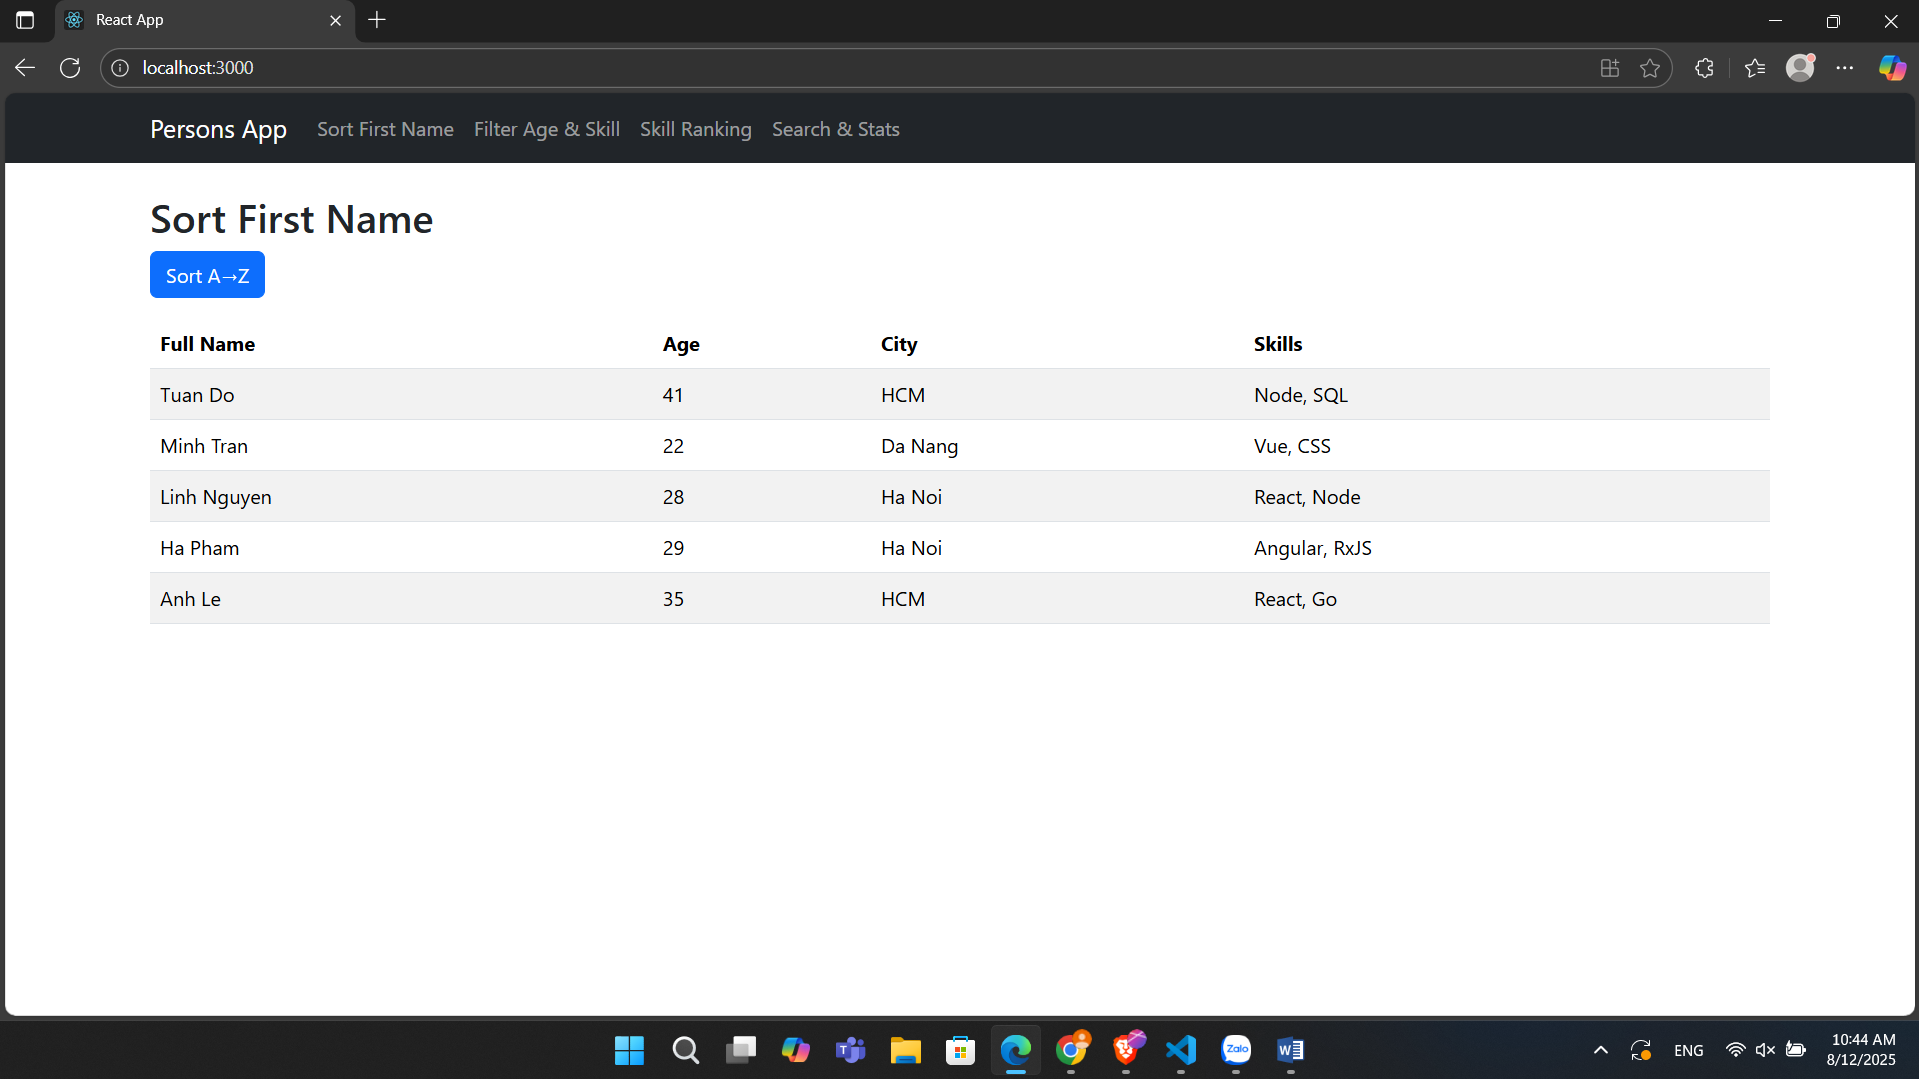 React App
localhost:3000
Persons App Sort First Name Filter Age & Skill Skill Ranking Search & Stats
Sort First Name
Sort A→Z
Full Name Age City Skills
Tuan Do 41 HCM Node, SQL
Minh Tran 22 Da Nang Vue, CSS
Linh Nguyen 28 Ha Noi React, Node
Ha Pham 29 Ha Noi Angular, RxJS
Anh Le 35 HCM React, Go
Zalo
ENG
10:44 AM
8/12/2025